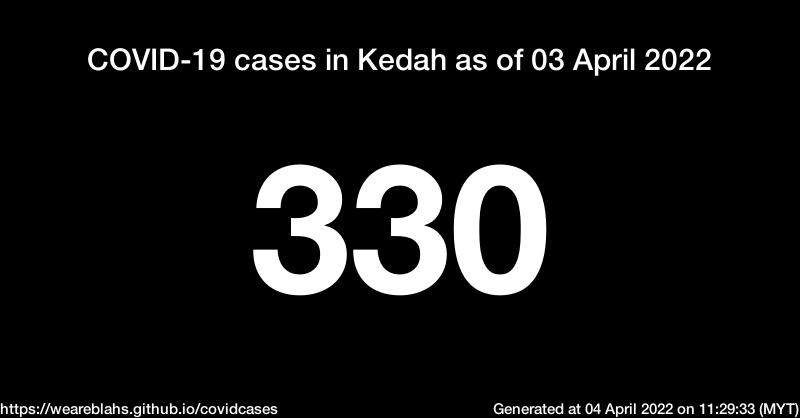 COVID-19 cases in Kedah as of 03 April 2022
330
https://weareblahs.github.io/covidcases
Generated at 04 April 2022 on 11:29:33 (MYT)